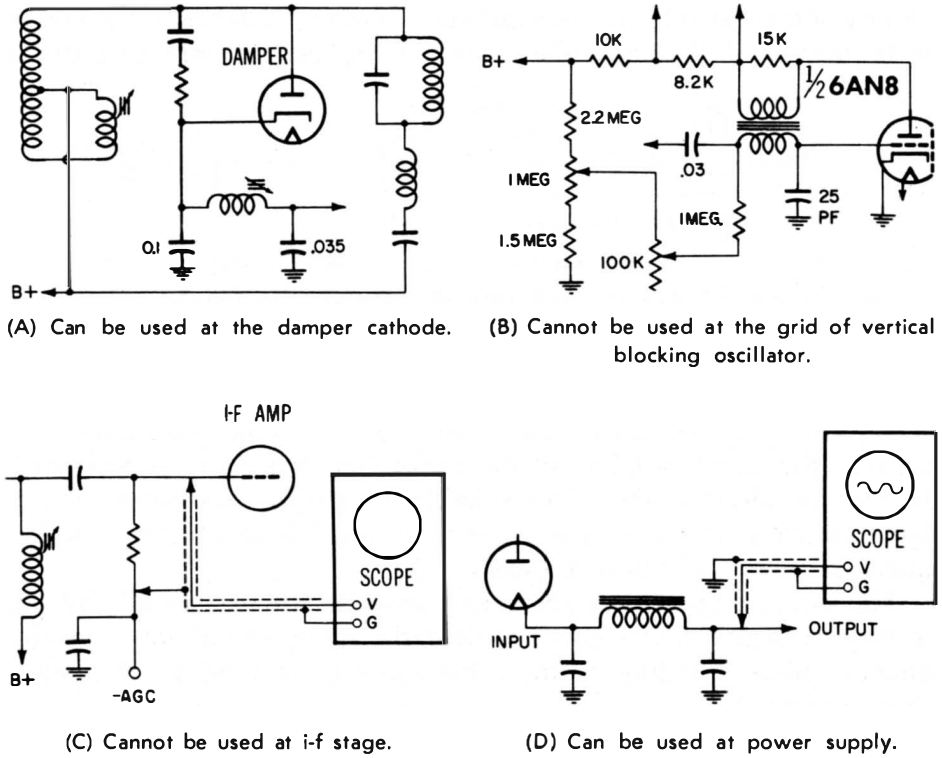 DAMPER
0.1
.035
B+
(A) Can be used at the damper cathode.
B+
10K
15K
8.2K
½ 6AN8
2.2 MEG
.03
1 MEG
1 MEG.
25
PF
1.5 MEG
100K
(B) Cannot be used at the grid of vertical
blocking oscillator.
I-F AMP
SCOPE
V
G
B+
-AGC
(C) Cannot be used at i-f stage.
SCOPE
V
G
INPUT
OUTPUT
(D) Can be used at power supply.